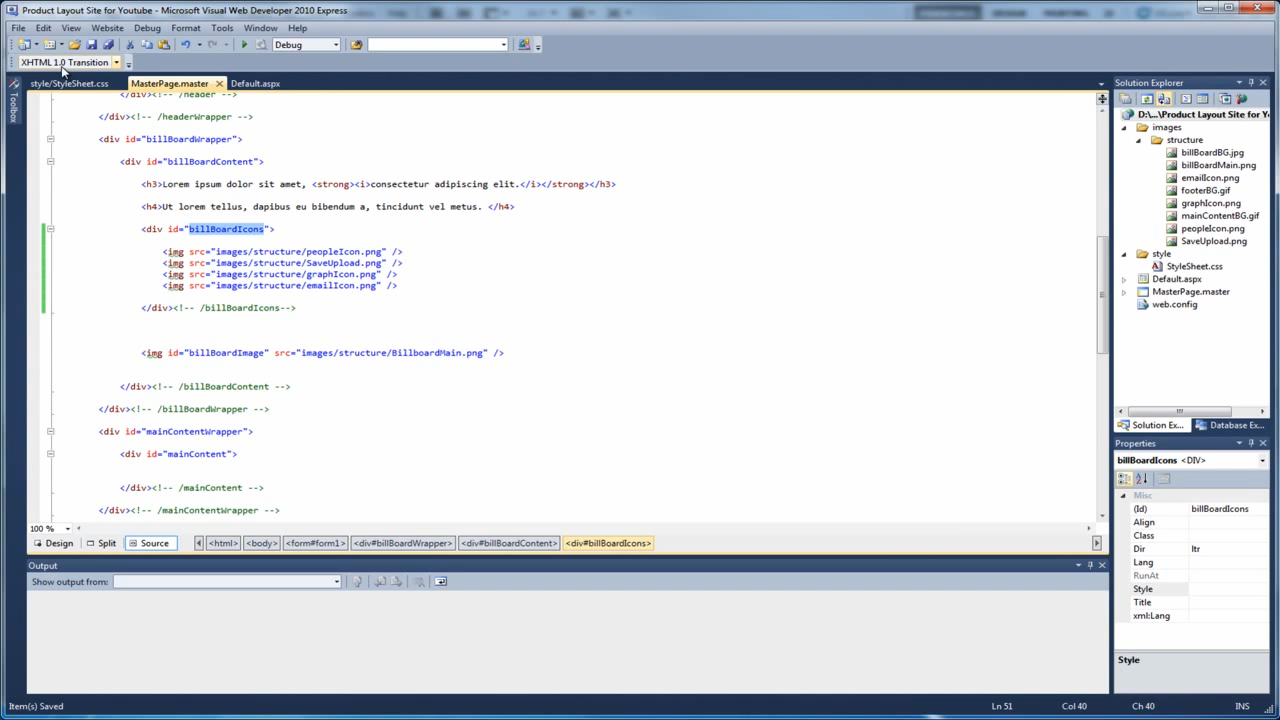 Product Layout Site for Youtube - Microsoft Visual Web Developer 2010 Express
File Edit View Website Debug Format Tools Window Help
Debug
XHTML 1.0 Transition
style/StyleSheet.css MasterPage.master Default.aspx
Toolbox
</div><!-- /header -->
</div><!-- /headerWrapper -->
<div id="billBoardWrapper">
<div id="billBoardContent">
<h3>Lorem ipsum dolor sit amet, <strong><i>consectetur adipiscing elit.</i></strong></h3>
<h4>Ut lorem tellus, dapibus eu bibendum a, tincidunt vel metus. </h4>
<div id="billBoardIcons">
<img src="images/structure/peopleIcon.png" />
<img src="images/structure/SaveUpload.png" />
<img src="images/structure/graphIcon.png" />
<img src="images/structure/emailIcon.png" />
</div><!-- /billBoardIcons-->
<img id="billBoardImage" src="images/structure/BillboardMain.png" />
</div><!-- /billBoardContent -->
</div><!-- /billBoardWrapper -->
<div id="mainContentWrapper">
<div id="mainContent">
</div><!-- /mainContent -->
</div><!-- /mainContentWrapper -->
100 %
Design Split Source <html> <body> <form#form1> <div#billBoardWrapper> <div#billBoardContent> <div#billBoardIcons>
Output
Show output from:
Item(s) Saved Ln 51 Col 40 Ch 40 INS
Solution Explorer
D:\...\Product Layout Site for Y
images
structure
billBoardBG.jpg
billboardMain.png
emailIcon.png
footerBG.gif
graphIcon.png
mainContentBG.gif
peopleIcon.png
SaveUpload.png
style
StyleSheet.css
Default.aspx
MasterPage.master
web.config
Solution Ex... Database Ex...
Properties
billBoardIcons <DIV>
Misc
(Id) billBoardIcons
Align
Class
Dir ltr
Lang
RunAt
Style
Title
xml:Lang
Style